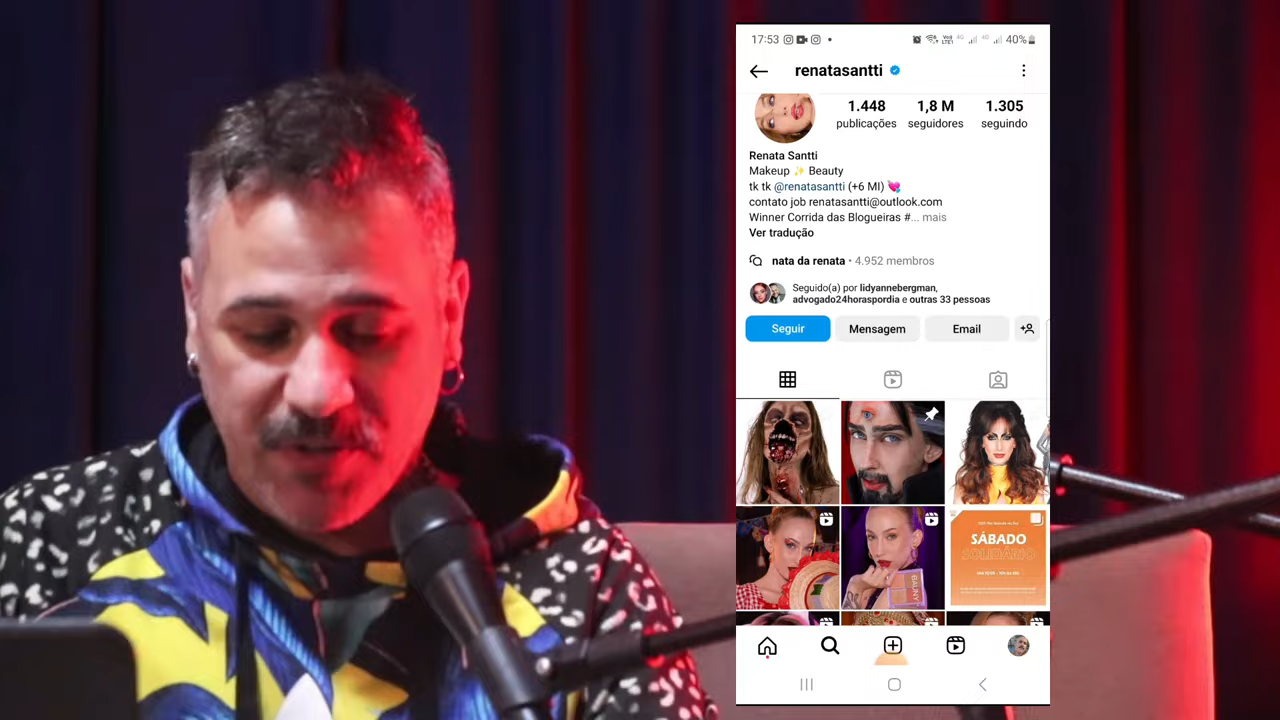 17:53
40%
renatasantti
1.448
1,8 M
1.305
publicações
seguidores
seguindo
Renata Santti
Makeup ✨ Beauty
tk tk @renatasantti (+6 MI) 💘
contato job renatasantti@outlook.com
Winner Corrida das Blogueiras #... mais
Ver tradução
nata da renata • 4.952 membros
Seguido(a) por lidyannebergman,
advogado24horaspordia e outras 33 pessoas
Seguir
Mensagem
Email
SÁBADO
SOLIDÁRIO